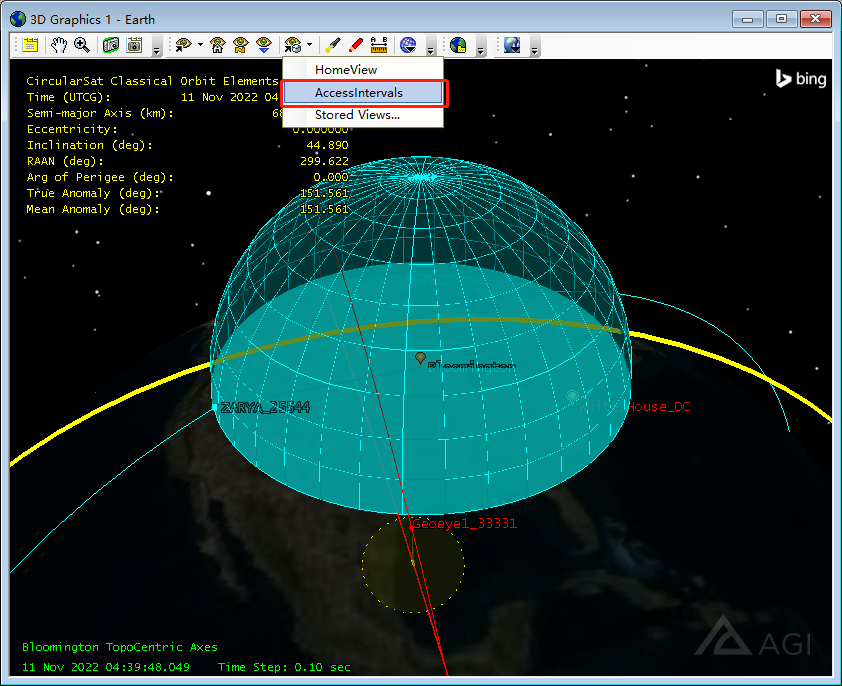 3D Graphics 1 - Earth
A B
HomeView
AccessIntervals
Stored Views...
bing
CircularSat Classical Orbit Elements
Time (UTCG): 11 Nov 2022 04
Semi-major Axis (km):
Eccentricity: 0.000000
Inclination (deg): 44.890
RAAN (deg): 299.622
Arg of Perigee (deg): 0.000
True Anomaly (deg): 151.561
Mean Anomaly (deg): 151.561
Bloomington
ZARYA_25544
House_DC
Geoeye1_33331
Bloomington TopoCentric Axes
11 Nov 2022 04:39:48.049 Time Step: 0.10 sec
AGI